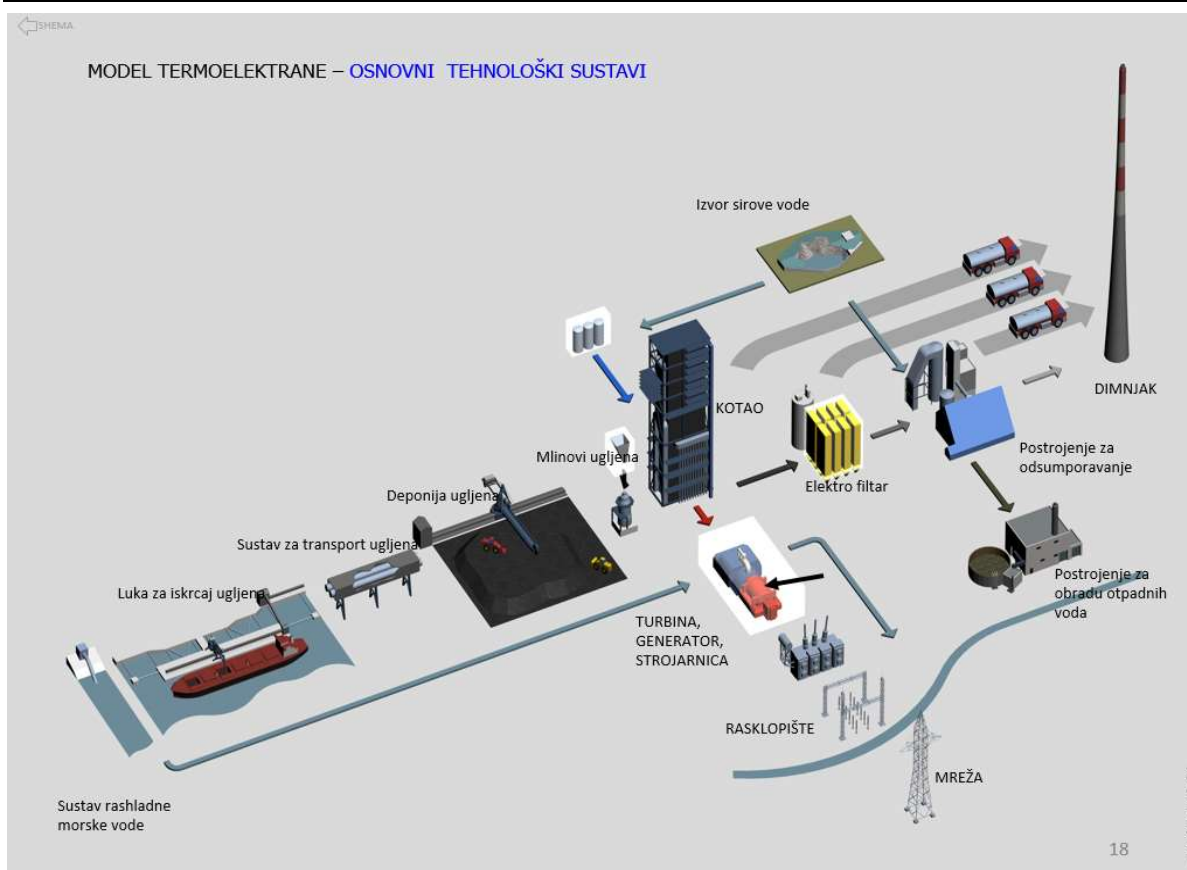 SHEMA
MODEL TERMOELEKTRANE – OSNOVNI TEHNOLOŠKI SUSTAVI
Izvor sirove vode
DIMNJAK
KOTAO
Postrojenje za
odsumporavanje
Mlinovi ugljena
Elektro filtar
Deponija ugljena
Sustav za transport ugljena
Luka za iskrcaj ugljena
Postrojenje za
obradu otpadnih
voda
TURBINA,
GENERATOR,
STROJARNICA
RASKLOPIŠTE
MREŽA
Sustav rashladne
morske vode
18